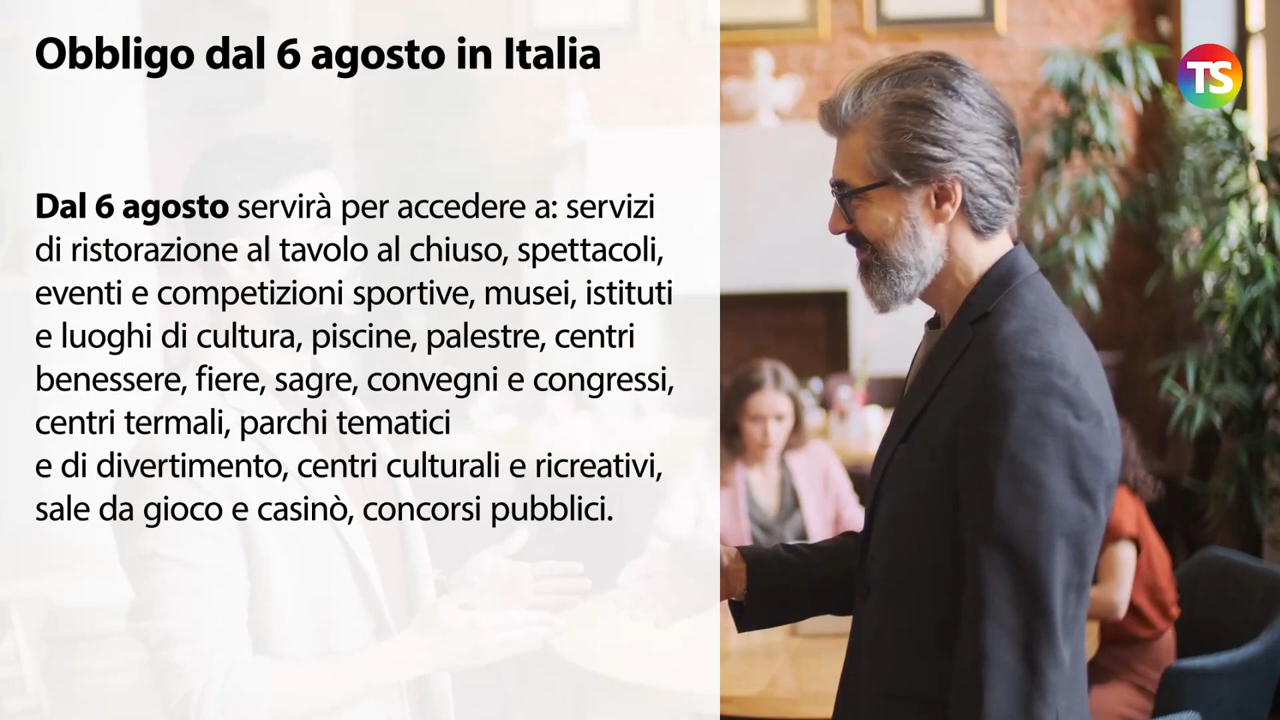 Obbligo dal 6 agosto in Italia
TS
Dal 6 agosto servirà per accedere a: servizi
di ristorazione al tavolo al chiuso, spettacoli,
eventi e competizioni sportive, musei, istituti
e luoghi di cultura, piscine, palestre, centri
benessere, fiere, sagre, convegni e congressi,
centri termali, parchi tematici
e di divertimento, centri culturali e ricreativi,
sale da gioco e casinò, concorsi pubblici.